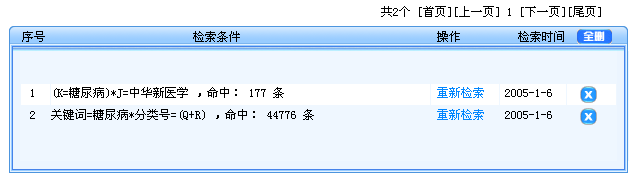 共2个 [首页][上一页] 1 [下一页][尾页]
序号 检索条件 操作 检索时间 全删
1 (K=糖尿病)*J=中华新医学 ，命中： 177 条 重新检索 2005-1-6 X
2 关键词=糖尿病*分类号=(Q+R) ，命中： 44776 条 重新检索 2005-1-6 X